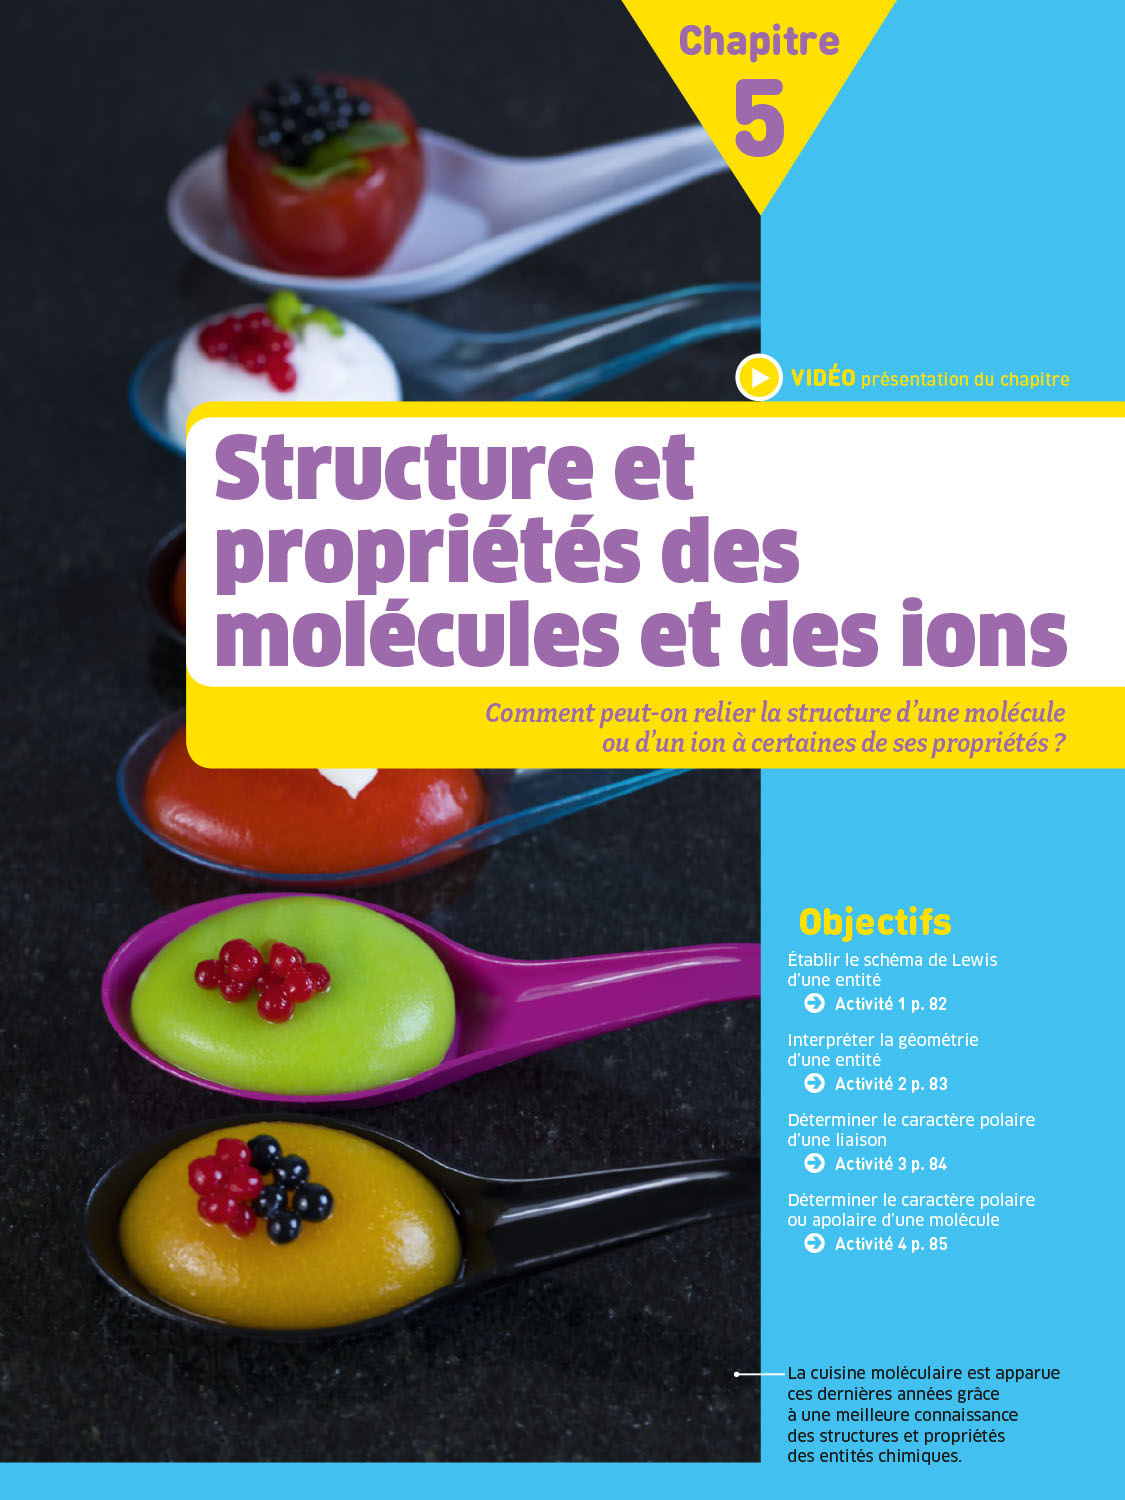 Chapitre
5
VIDÉO présentation du chapitre
Structure et
propriétés des
molécules et des ions
Comment peut-on relier la structure d'une molécule
ou d'un ion à certaines de ses propriétés ?
Objectifs
Établir le schéma de Lewis
d'une entité
Activité 1 p. 82
Interpréter la géométrie
d'une entité
Activité 2 p. 83
Déterminer le caractère polaire
d'une liaison
Activité 3 p. 84
Déterminer le caractère polaire
ou apolaire d'une molécule
Activité 4 p. 85
La cuisine moléculaire est apparue
ces dernières années grâce
à une meilleure connaissance
des structures et propriétés
des entités chimiques.